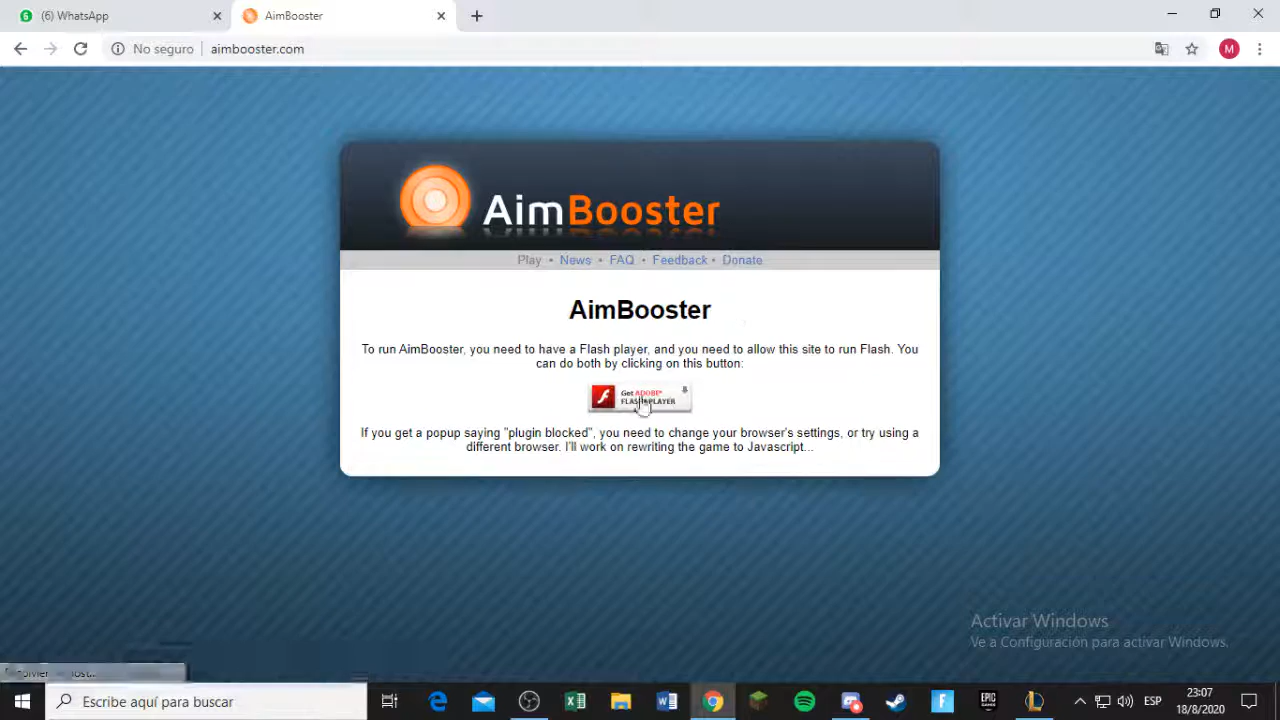 (6) WhatsApp
AimBooster
No seguro
aimbooster.com
M
AimBooster
Play • News • FAQ • Feedback • Donate
AimBooster
To run AimBooster, you need to have a Flash player, and you need to allow this site to run Flash. You
can do both by clicking on this button:
Get ADOBE®
FLASH PLAYER
If you get a popup saying "plugin blocked", you need to change your browser's settings, or try using a
different browser. I'll work on rewriting the game to Javascript...
Activar Windows
Ve a Configuración para activar Windows.
Escribe aquí para buscar
EPIC
GAMES
ESP
23:07
18/8/2020